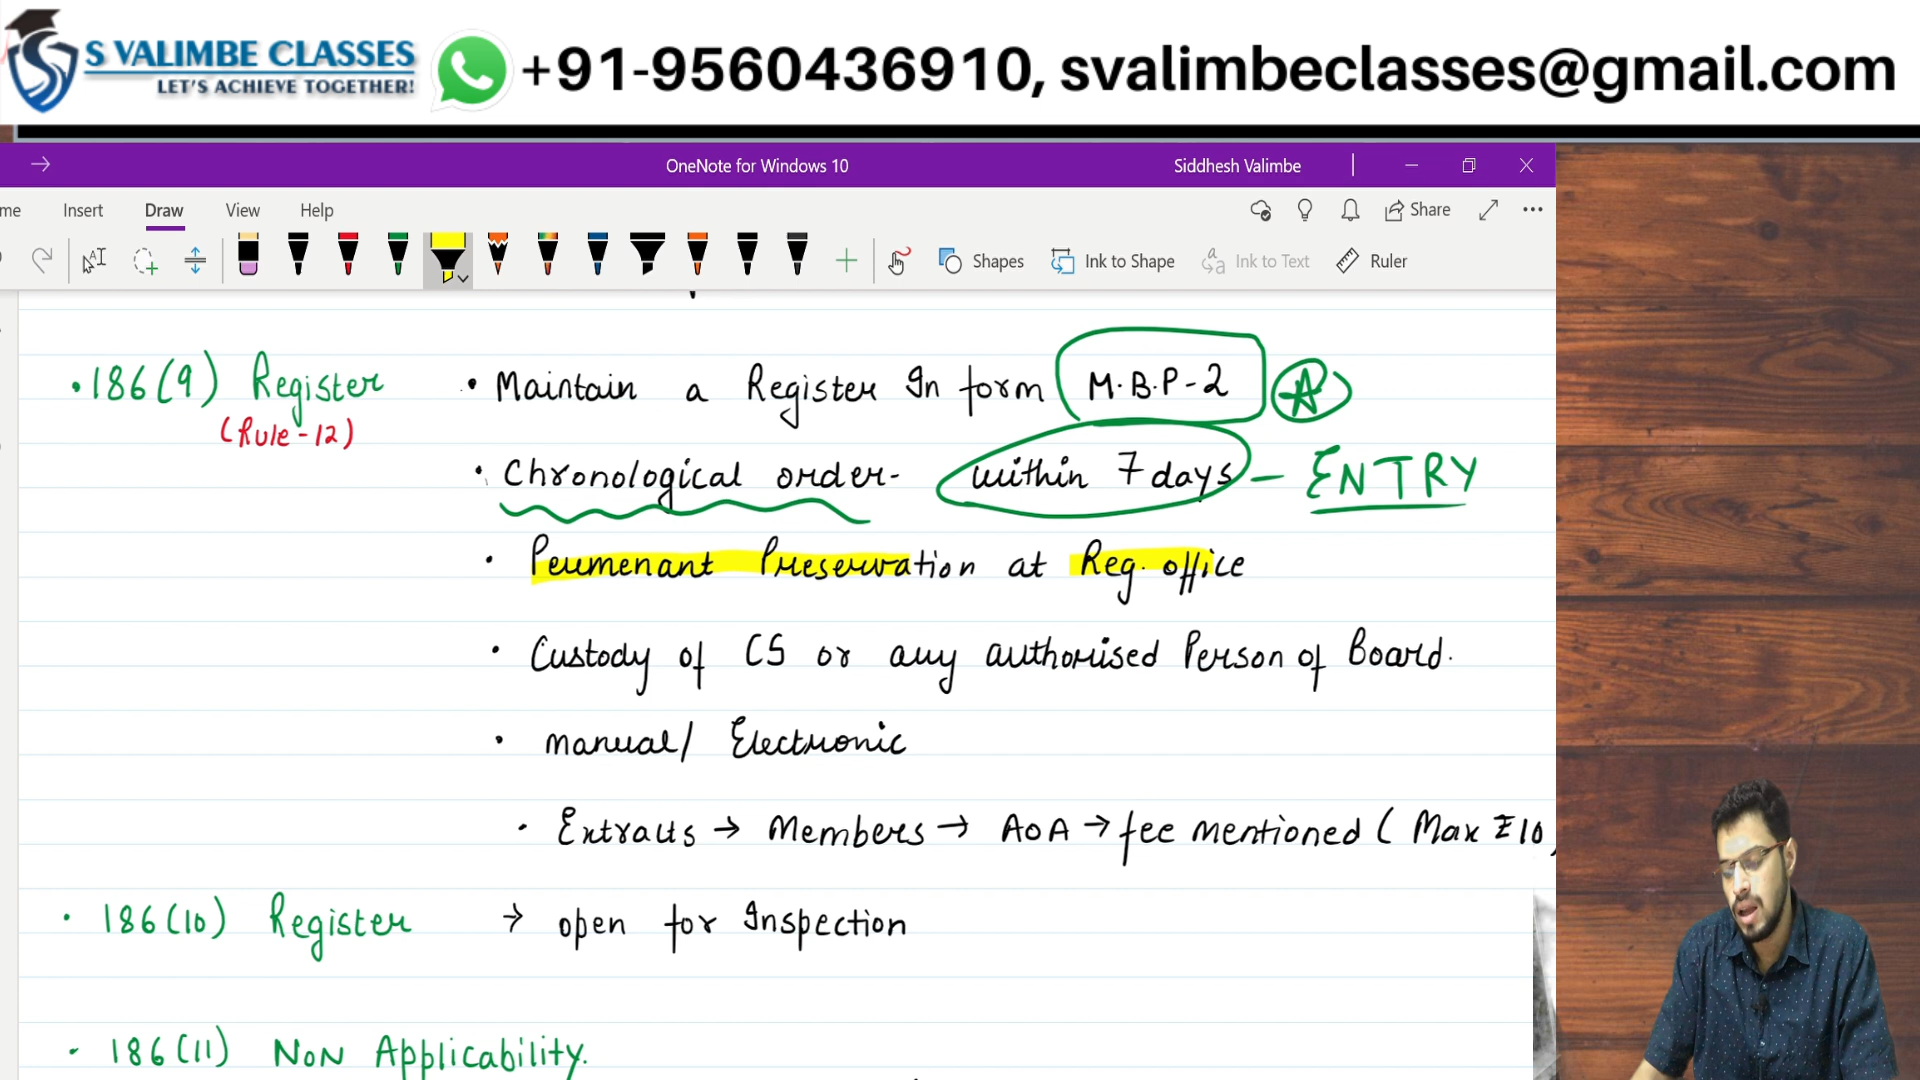 S VALIMBE CLASSES
LET'S ACHIEVE TOGETHER!
+91-9560436910, svalimbeclasses@gmail.com
OneNote for Windows 10
Siddhesh Valimbe
me Insert Draw View Help
Share
Shapes Ink to Shape Ink to Text Ruler
• 186(9) Register • Maintain a Register In form M.B.P-2
(Rule-12)
• Chronological order- within 7 days - ENTRY
• Permenant Preservation at Reg. office
• Custody of CS or any authorised Person of Board.
• manual/ Electronic
• Extracts → Members → AOA → fee mentioned ( Max ₹10
• 186(10) Register → open for Inspection
• 186(11) NoN Applicability.